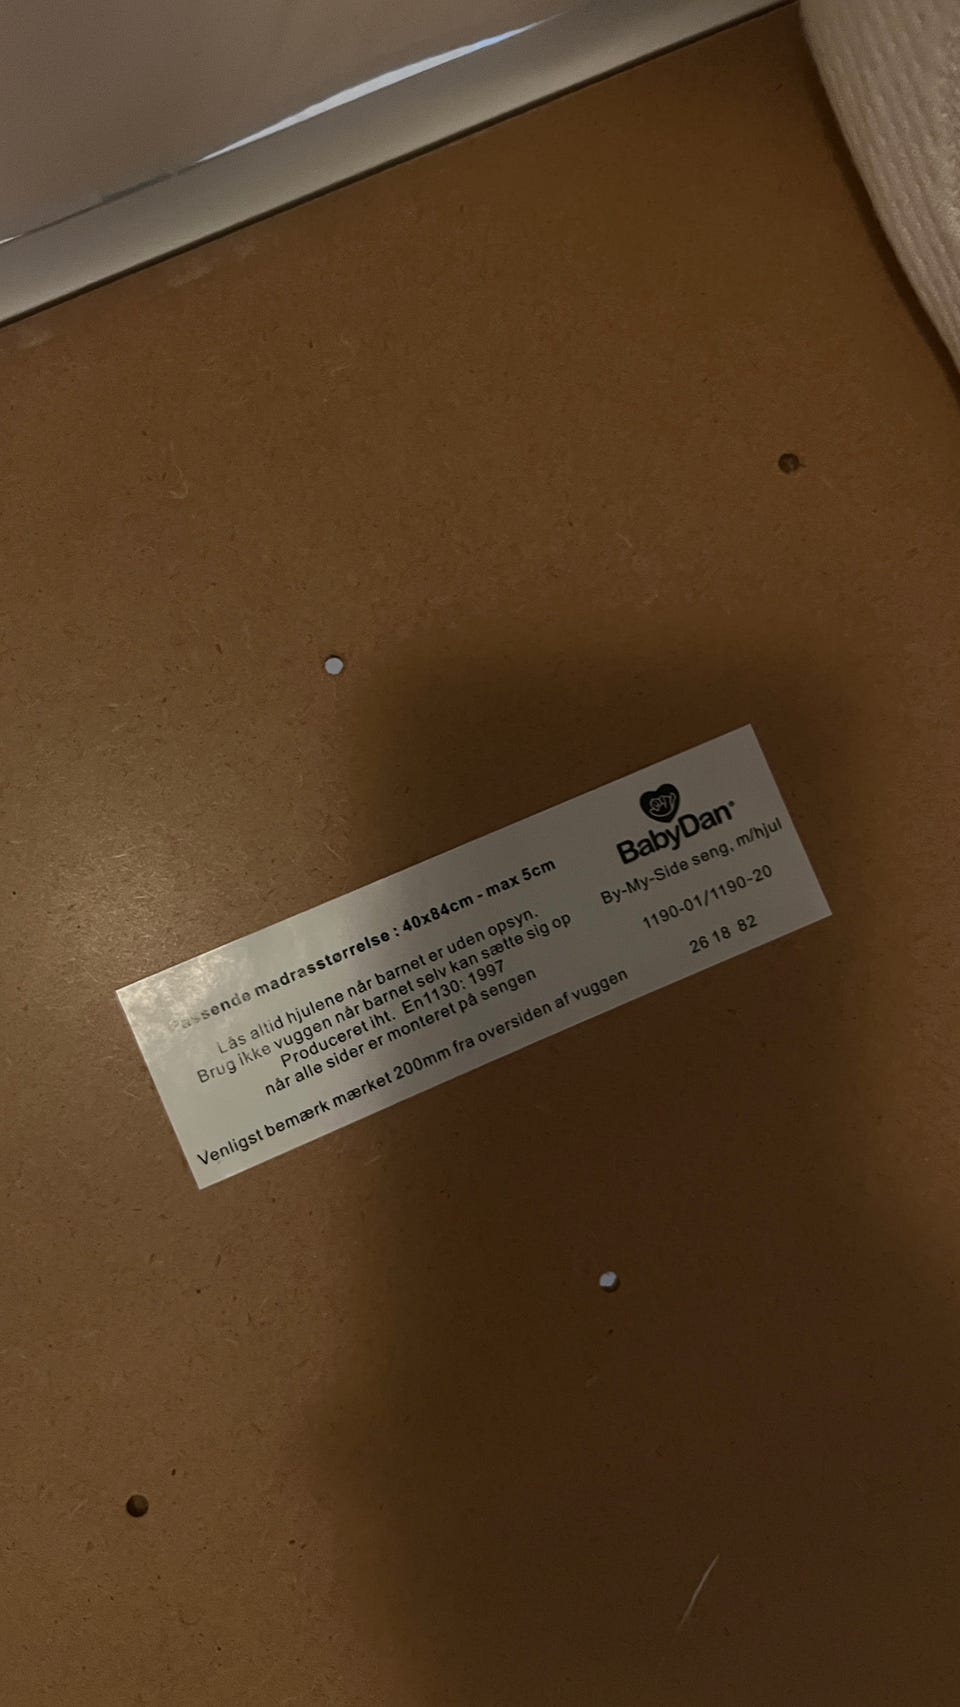 Passende madrasstørrelse : 40x84cm - max 5cm
Lås altid hjulene når barnet er uden opsyn.
Brug ikke vuggen når barnet selv kan sætte sig op
Produceret iht. En1130: 1997
når alle sider er monteret på sengen
Venligst bemærk mærket 200mm fra oversiden af vuggen
BabyDan®
By-My-Side seng, m/hjul
1190-01/1190-20
26 18 82